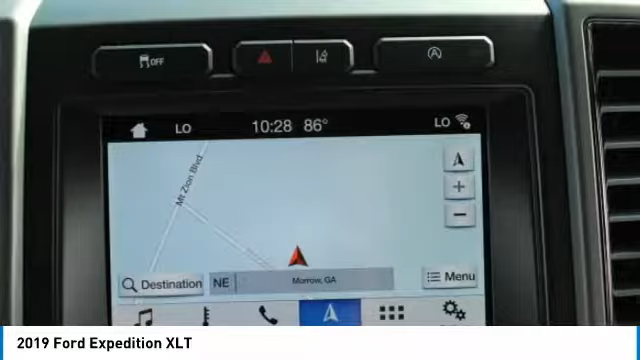 OFF
LO 10:28 86° LO
Mt Zion Blvd
Destination NE Morrow, GA Menu
2019 Ford Expedition XLT